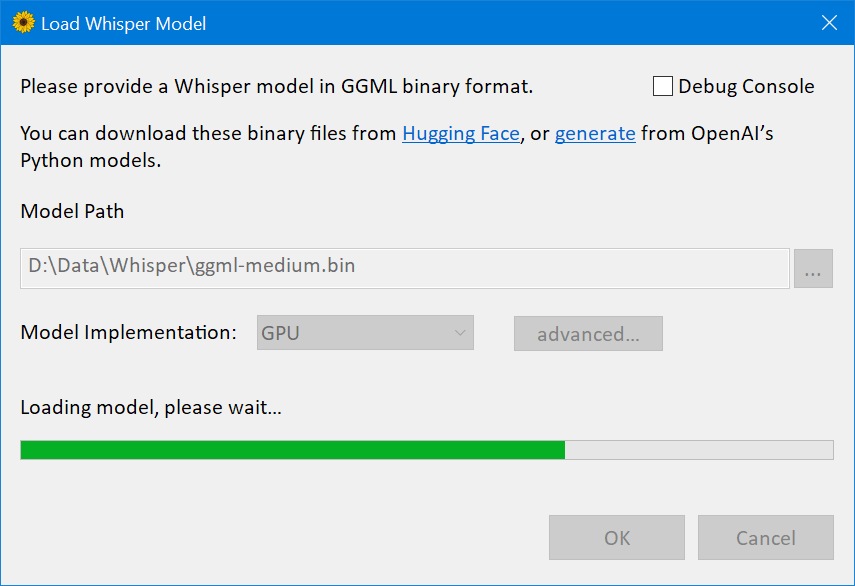 Load Whisper Model
Please provide a Whisper model in GGML binary format.
Debug Console
You can download these binary files from Hugging Face, or generate from OpenAI’s
Python models.
Model Path
D:\Data\Whisper\ggml-medium.bin
...
Model Implementation:
GPU
advanced...
Loading model, please wait...
OK
Cancel